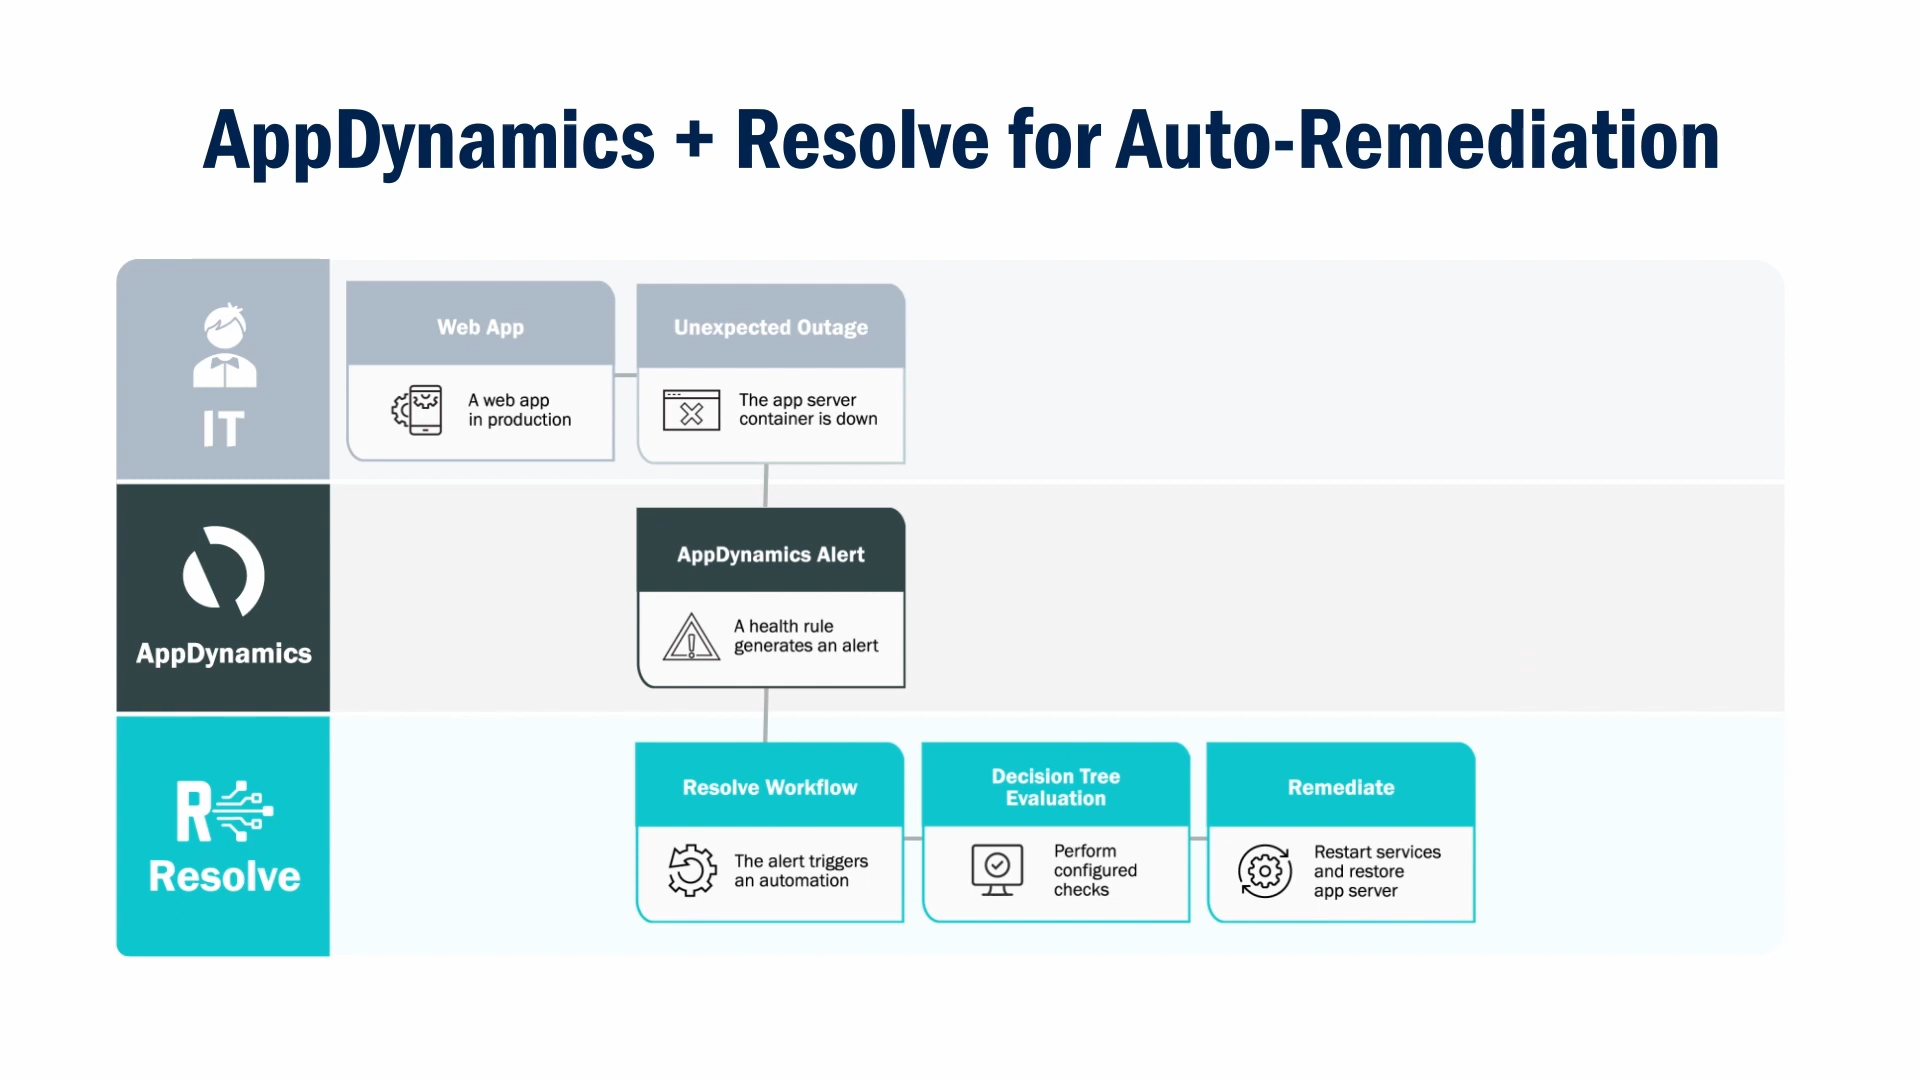 AppDynamics + Resolve for Auto-Remediation
IT
Web App
A web app
in production
Unexpected Outage
The app server
container is down
AppDynamics
AppDynamics Alert
A health rule
generates an alert
R
Resolve
Resolve Workflow
The alert triggers
an automation
Decision Tree
Evaluation
Perform
configured
checks
Remediate
Restart services
and restore
app server